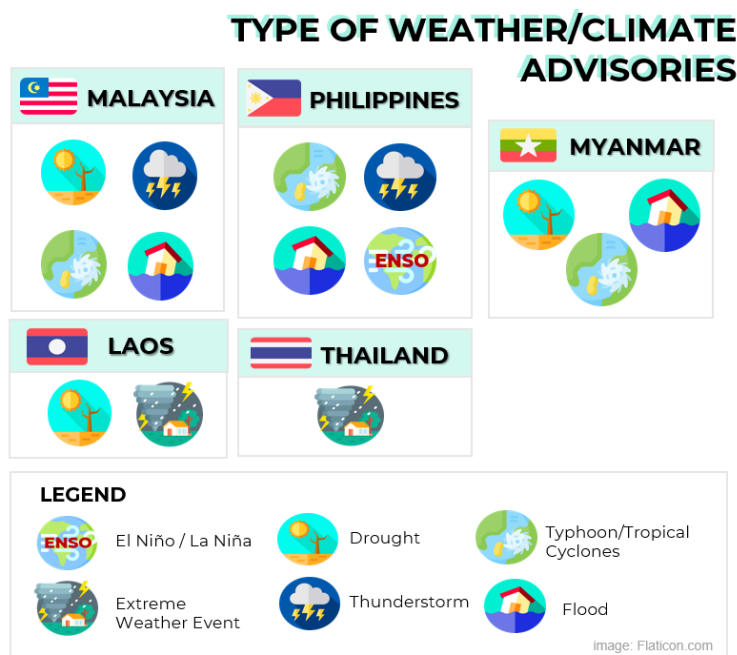 TYPE OF WEATHER/CLIMATE
ADVISORIES
MALAYSIA
PHILIPPINES
MYANMAR
ENSO
LAOS
THAILAND
LEGEND
ENSO
El Niño / La Niña
Drought
Typhoon/Tropical
Cyclones
Extreme
Weather Event
Thunderstorm
Flood
image: Flaticon.com